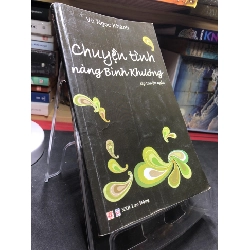 Vũ Ngọc Khánh
Chuyện tình
nàng Bình Khương
NXB Lao Động